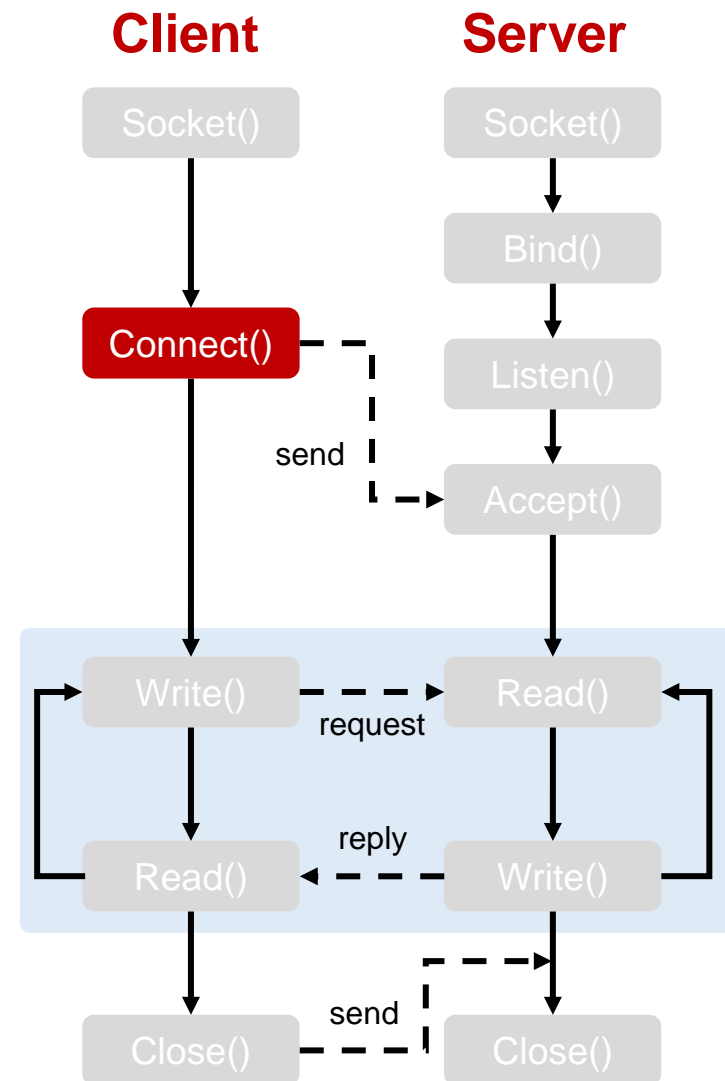 Client
Server
Socket()
Socket()
Bind()
Connect()
Listen()
send
Accept()
Write()
Read()
request
reply
Read()
Write()
send
Close()
Close()